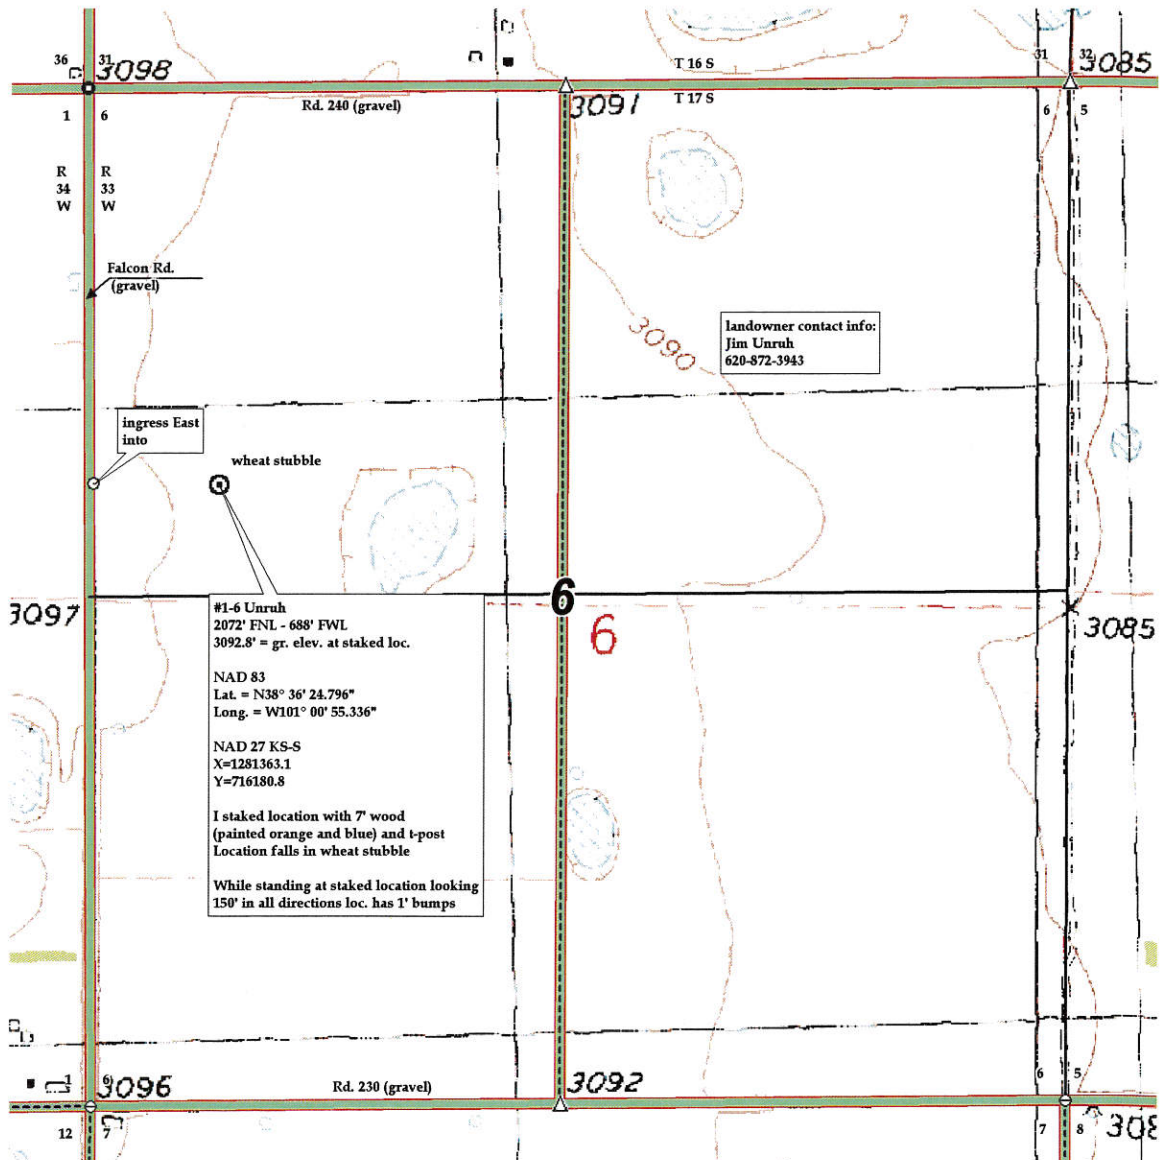 36 31
3098
T 16 S
31 32
3085
Rd. 240 (gravel)
3091
T 17 S
1 6
6 5
R R
34 33
W W
Falcon Rd.
(gravel)
3090
landowner contact info:
Jim Unruh
620-872-3943
ingress East
into
wheat stubble
6
6
3097
3085
#1-6 Unruh
2072' FNL - 688' FWL
3092.8' = gr. elev. at staked loc.
NAD 83
Lat. = N38° 36' 24.796"
Long. = W101° 00' 55.336"
NAD 27 KS-S
X=1281363.1
Y=716180.8
I staked location with 7' wood
(painted orange and blue) and t-post
Location falls in wheat stubble
While standing at staked location looking
150' in all directions loc. has 1' bumps
1 6
3096
Rd. 230 (gravel)
3092
6 5
12 7
7 8